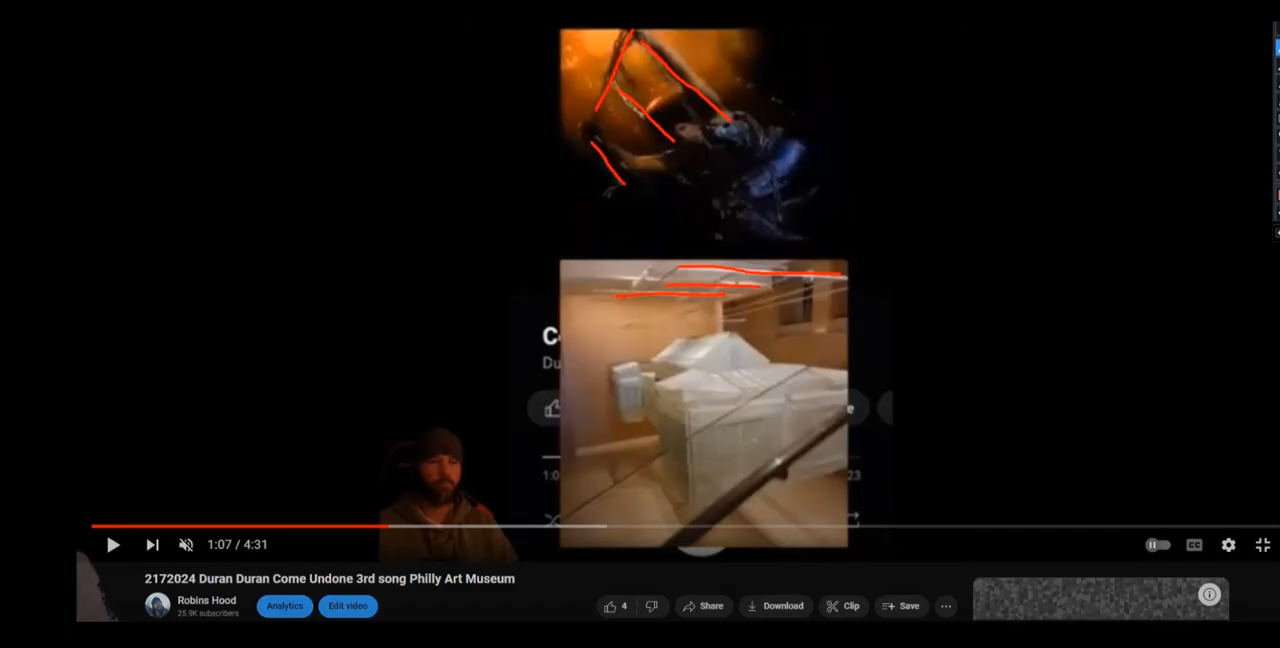 1:07 / 4:31
CC
2172024 Duran Duran Come Undone 3rd song Philly Art Museum
Robins Hood
25.9K subscribers
Analytics
Edit video
4
Share
Download
Clip
Save